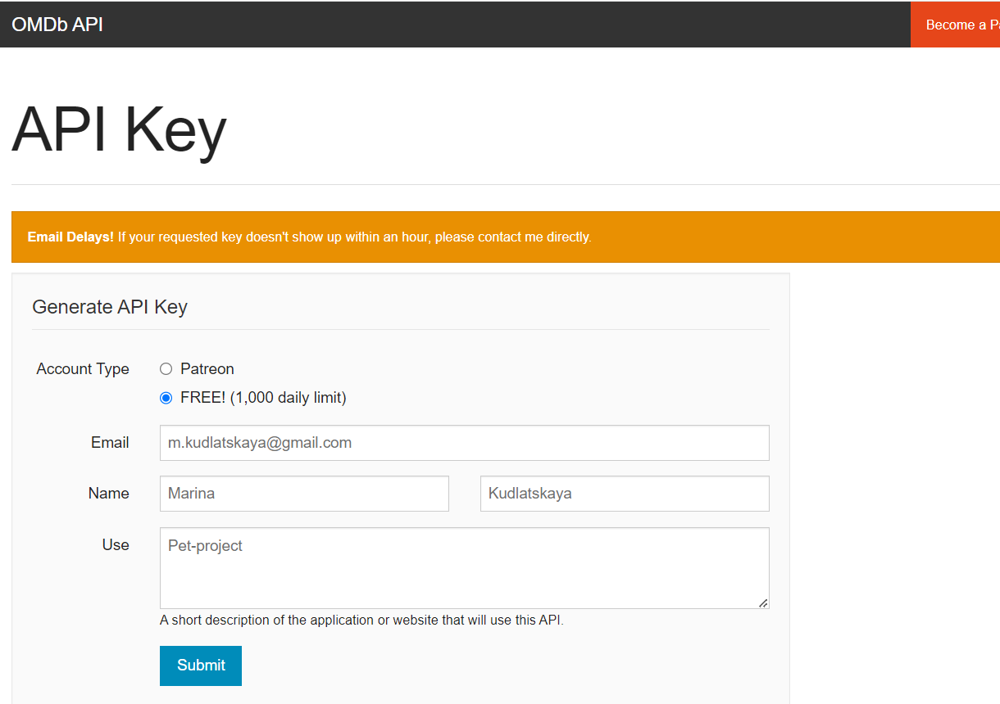 OMDb API
Become a
API Key
Email Delays! If your requested key doesn't show up within an hour, please contact me directly.
Generate API Key
Account Type
Patreon
FREE! (1,000 daily limit)
Email
m.kudlatskaya@gmail.com
Name
Marina
Kudlatskaya
Use
Pet-project
A short description of the application or website that will use this API.
Submit